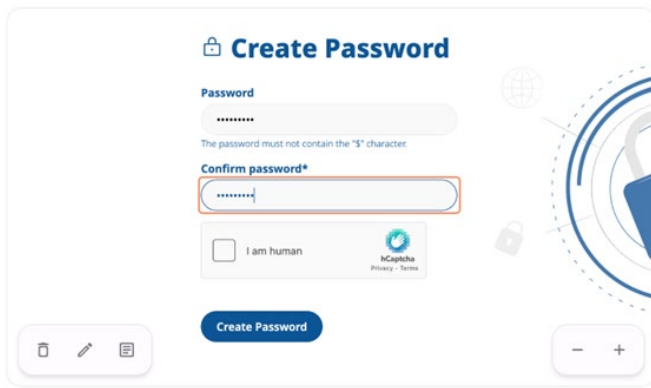 Create Password
Password
•••••••••
The password must not contain the "$" character.
Confirm password*
•••••••••
I am human
hCaptcha
Privacy - Terms
Create Password